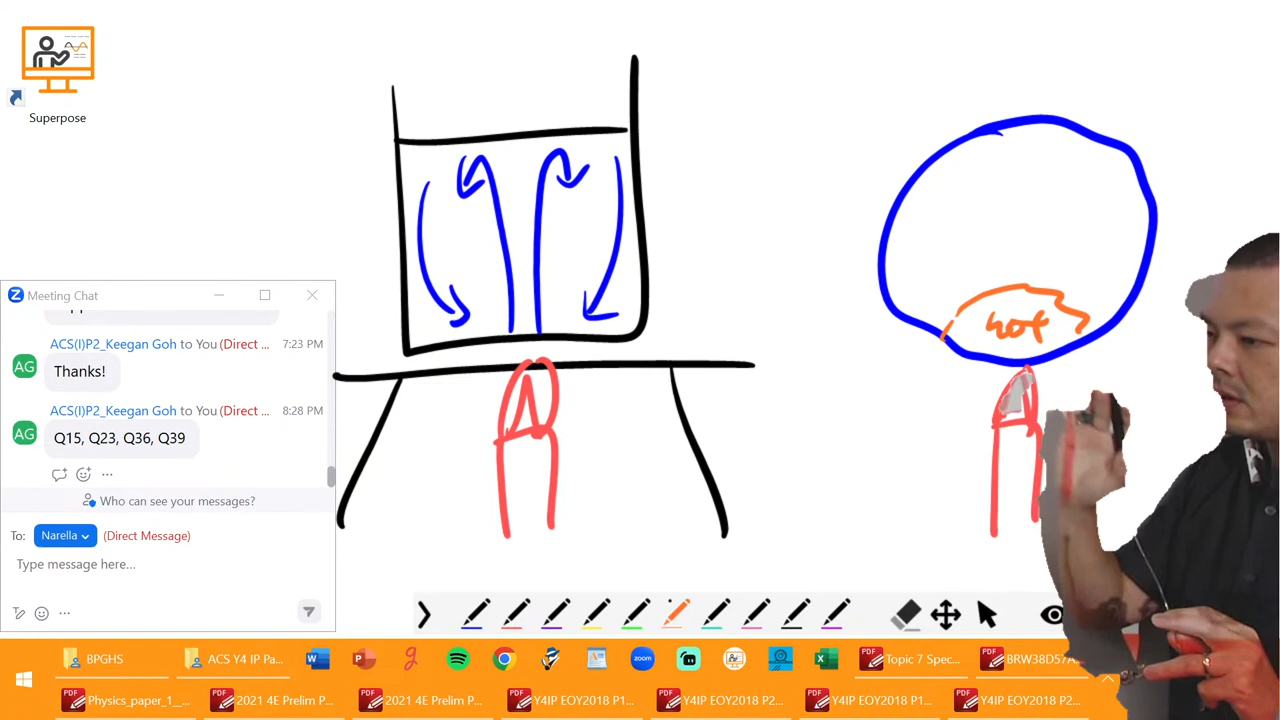 Superpose
Meeting Chat
ACS(I)P2_Keegan Goh to You (Direct ... 7:23 PM
AG
Thanks!
ACS(I)P2_Keegan Goh to You (Direct ... 8:28 PM
AG
Q15, Q23, Q36, Q39
Who can see your messages?
To: Narella (Direct Message)
Type message here...
hot
BPGHS
ACS Y4 IP Pa...
Topic 7 Spec...
BRW38D57A...
Physics_paper_1_...
2021 4E Prelim P...
2021 4E Prelim P...
Y4IP EOY2018 P1...
Y4IP EOY2018 P2...
Y4IP EOY2018 P1...
Y4IP EOY2018 P2...